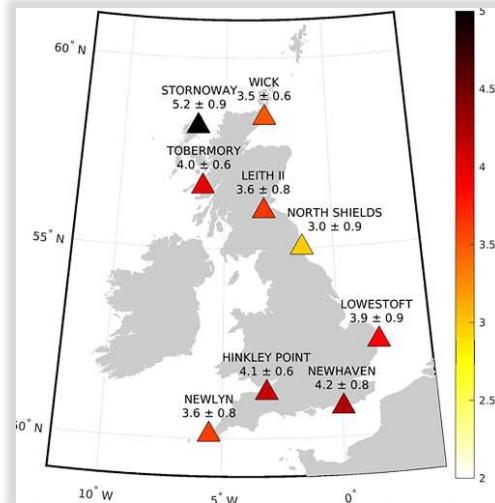 60° N
STORNOWAY
5.2 ± 0.9
WICK
3.5 ± 0.6
TOBERMORY
4.0 ± 0.6
LEITH II
3.6 ± 0.8
NORTH SHIELDS
3.0 ± 0.9
55° N
LOWESTOFT
3.9 ± 0.9
HINKLEY POINT
4.1 ± 0.6
NEWHAVEN
4.2 ± 0.8
NEWLYN
3.6 ± 0.8
50° N
10° W
5° W
0°
5
4.5
4
3.5
3
2.5
2